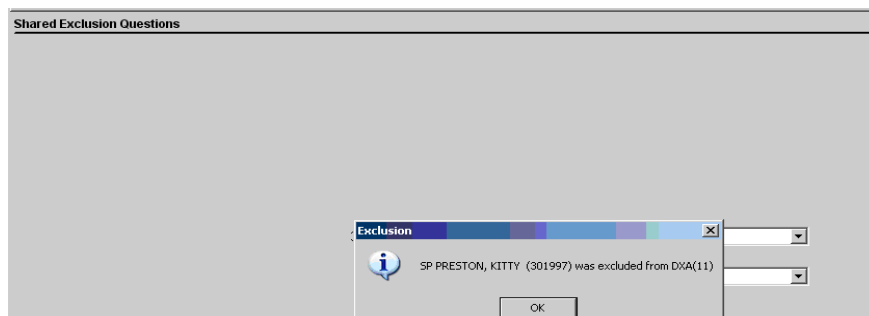 Shared Exclusion Questions
Exclusion
SP PRESTON, KITTY (301997) was excluded from DXA(11)
OK